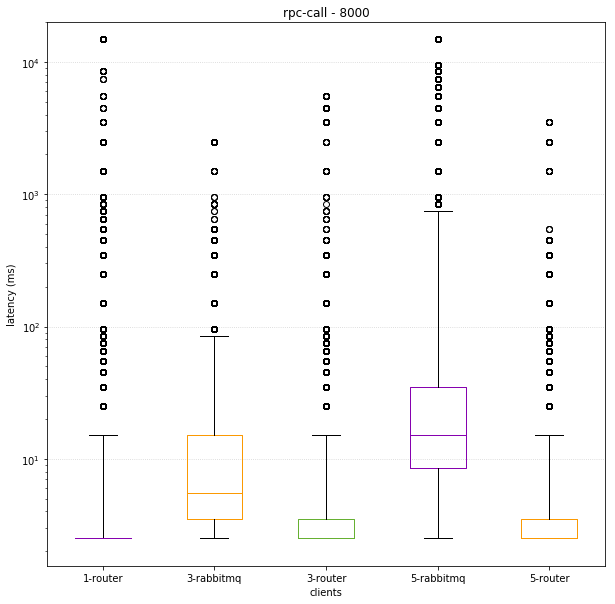 rpc-call - 8000
latency (ms)
10^4
10^3
10^2
10^1
1-router 3-rabbitmq 3-router 5-rabbitmq 5-router
clients